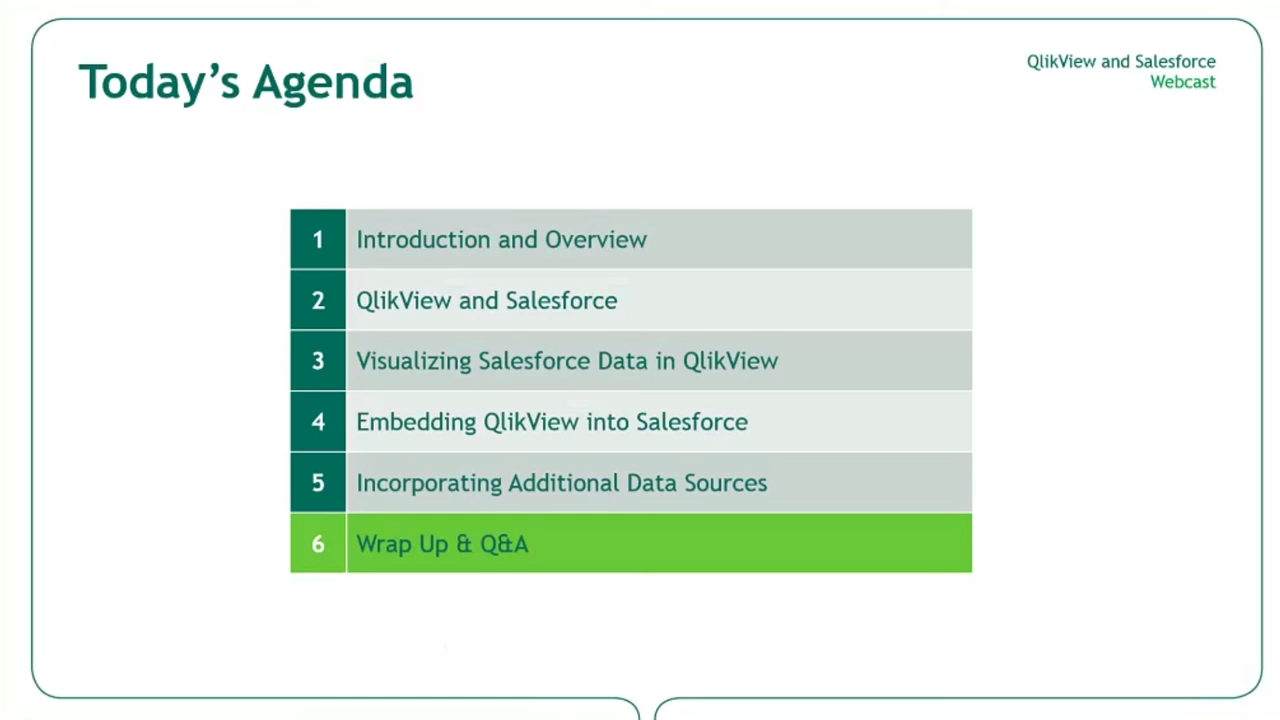 Today's Agenda
QlikView and Salesforce
Webcast
1 Introduction and Overview
2 QlikView and Salesforce
3 Visualizing Salesforce Data in QlikView
4 Embedding QlikView into Salesforce
5 Incorporating Additional Data Sources
6 Wrap Up & Q&A